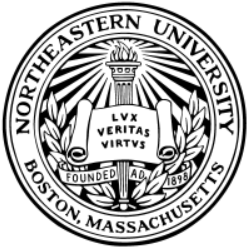 NORTHEASTERN UNIVERSITY
LVX
VERITAS
VIRTVS
FOUNDED A.D. 1898
BOSTON, MASSACHUSETTS